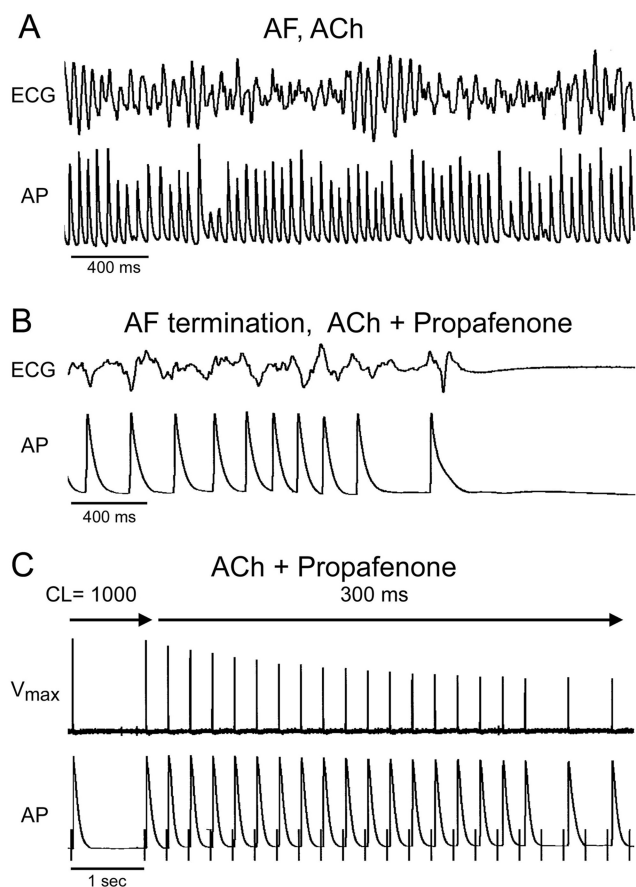 A
AF, ACh
ECG
AP
400 ms
B
AF termination, ACh + Propafenone
ECG
AP
400 ms
C
ACh + Propafenone
CL= 1000 300 ms
Vmax
AP
1 sec